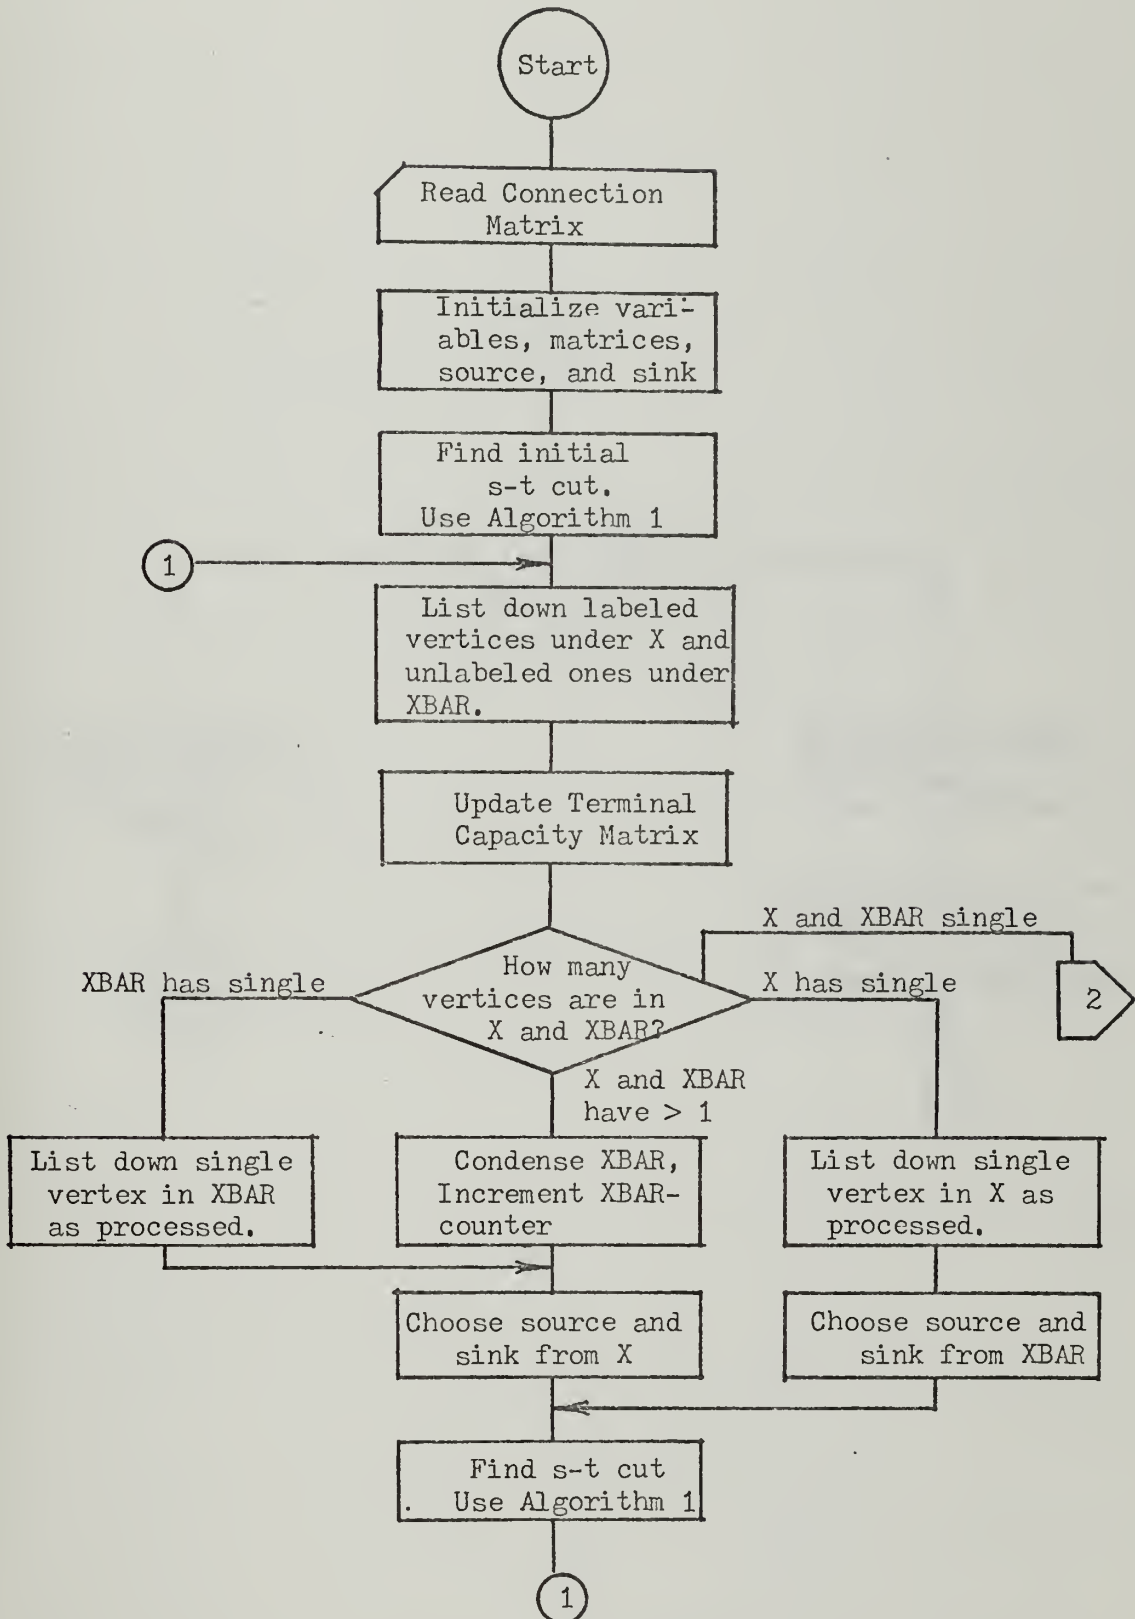 Start
Read Connection
Matrix
Initialize vari-
ables, matrices,
source, and sink
Find initial
s-t cut.
Use Algorithm 1
1
List down labeled
vertices under X and
unlabeled ones under
XBAR.
Update Terminal
Capacity Matrix
X and XBAR single
XBAR has single
How many
vertices are in
X and XBAR?
X has single
2
X and XBAR
have > 1
List down single
vertex in XBAR
as processed.
Condense XBAR,
Increment XBAR-
counter
List down single
vertex in X as
processed.
Choose source and
sink from X
Choose source and
sink from XBAR
Find s-t cut
Use Algorithm 1
1